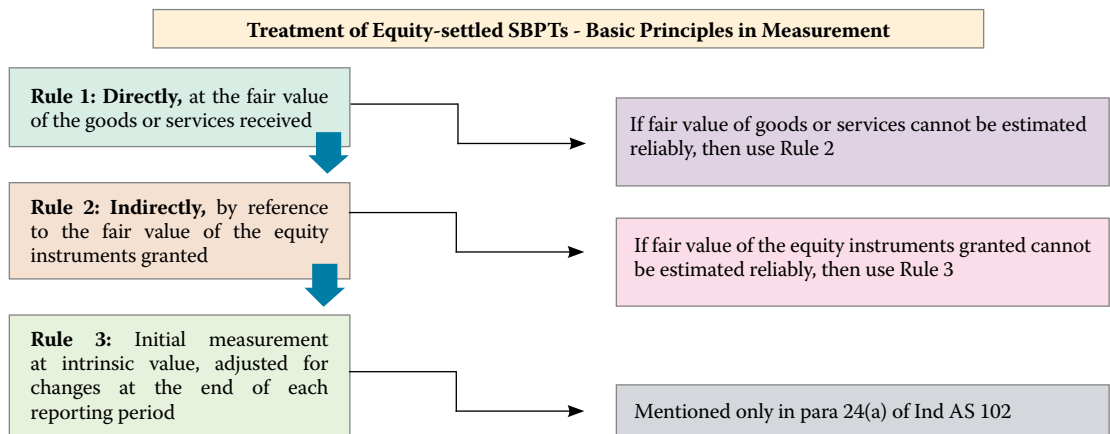 Treatment of Equity-settled SBPTs - Basic Principles in Measurement
Rule 1: Directly, at the fair value
of the goods or services received
If fair value of goods or services cannot be estimated
reliably, then use Rule 2
Rule 2: Indirectly, by reference
to the fair value of the equity
instruments granted
If fair value of the equity instruments granted cannot
be estimated reliably, then use Rule 3
Rule 3: Initial measurement
at intrinsic value, adjusted for
changes at the end of each
reporting period
Mentioned only in para 24(a) of Ind AS 102